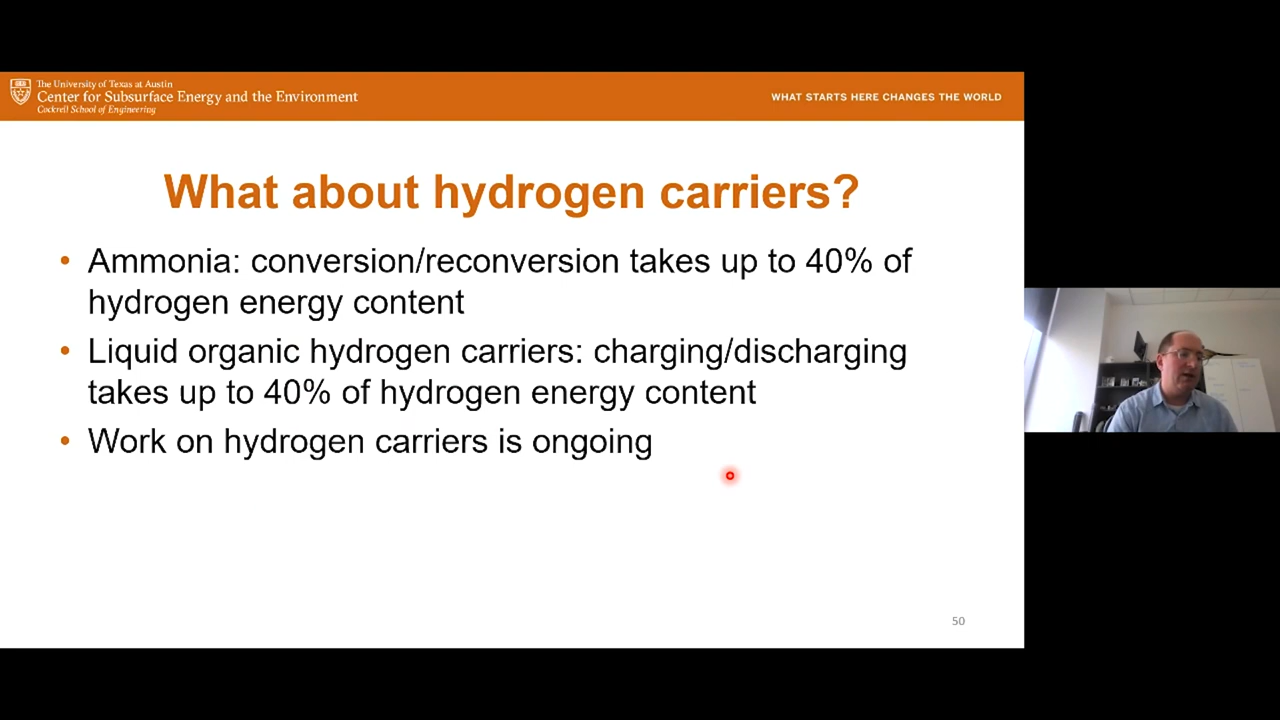 The University of Texas at Austin
Center for Subsurface Energy and the Environment
Cockrell School of Engineering
WHAT STARTS HERE CHANGES THE WORLD
What about hydrogen carriers?
• Ammonia: conversion/reconversion takes up to 40% of
hydrogen energy content
• Liquid organic hydrogen carriers: charging/discharging
takes up to 40% of hydrogen energy content
• Work on hydrogen carriers is ongoing
50